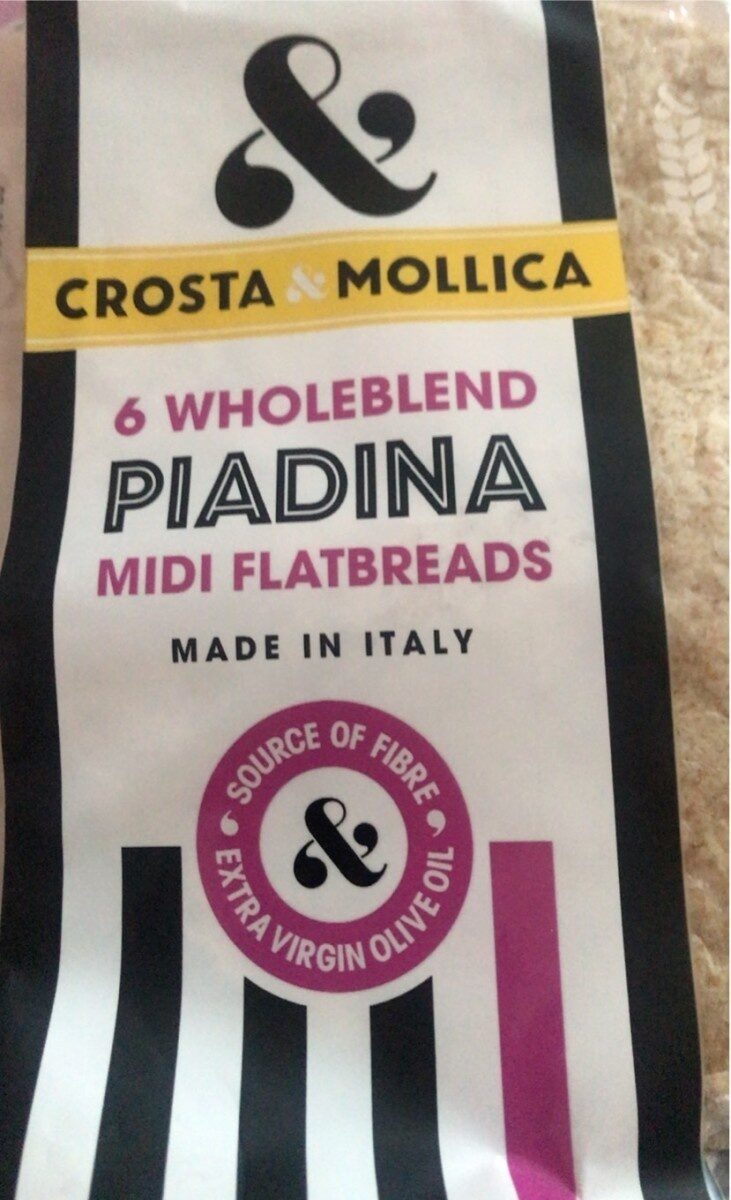 &
CROSTA & MOLLICA
6 WHOLEBLEND
PIADINA
MIDI FLATBREADS
MADE IN ITALY
SOURCE OF FIBRE
&
EXTRA VIRGIN OLIVE OIL